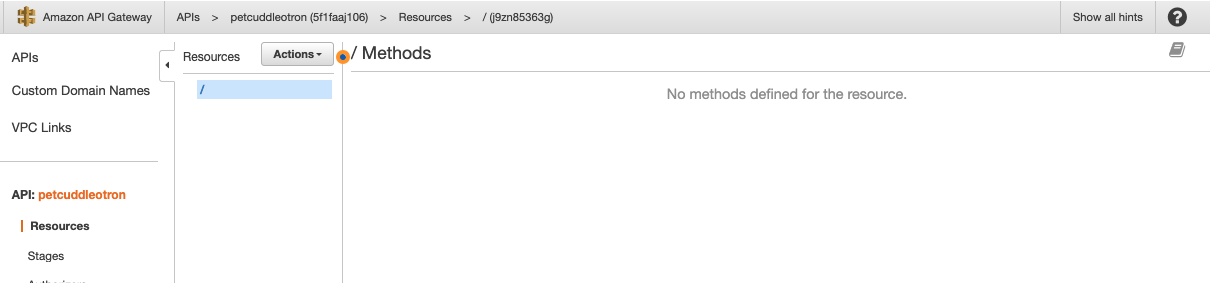 Amazon API Gateway
APIs > petcuddleotron (5f1faaj106) > Resources > / (j9zn85363g)
Show all hints
?
APIs
Custom Domain Names
VPC Links
API: petcuddleotron
Resources
Stages
Resources
Actions
/
/ Methods
No methods defined for the resource.